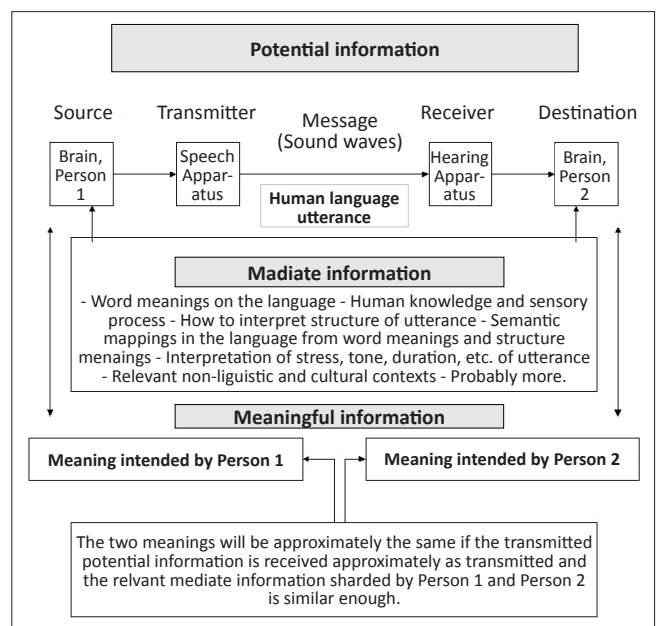 Potential information
Source
Transmitter
Message
(Sound waves)
Receiver
Destination
Brain,
Person
1
Speech
Appar-
atus
Human language
utterance
Hearing
Appar-
atus
Brain,
Person
2
Madiate information
- Word meanings on the language - Human knowledge and sensory
process - How to interpret structure of utterance - Semantic
mappings in the language from word meanings and structure
menaings - Interpretation of stress, tone, duration, etc. of utterance
- Relevant non-liguistic and cultural contexts - Probably more.
Meaningful information
Meaning intended by Person 1
Meaning intended by Person 2
The two meanings will be approximately the same if the transmitted
potential information is received approximately as transmitted and
the relvant mediate information sharded by Person 1 and Person 2
is similar enough.